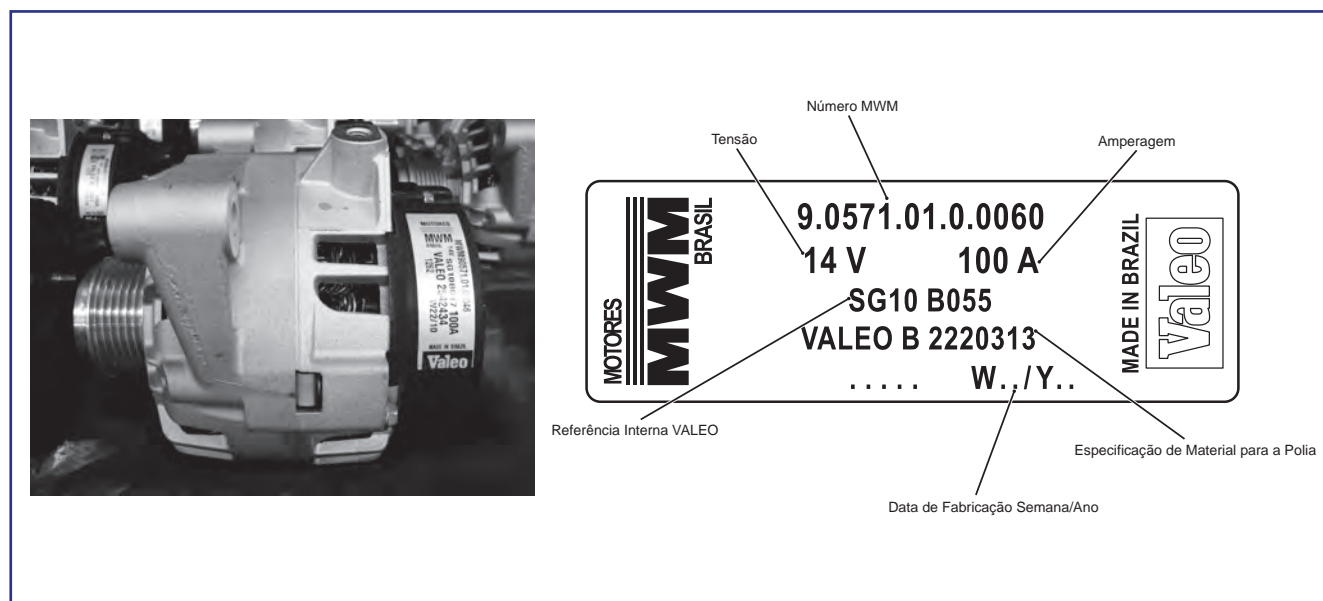 Número MWM
Tensão
Amperagem
MOTORES
MWM
BRASIL
9.0571.01.0.0060
14 V 100 A
SG10 B055
VALEO B 2220313
. . . . . W../Y..
MADE IN BRAZIL
Valeo
Referência Interna VALEO
Especificação de Material para a Polia
Data de Fabricação Semana/Ano
MOTORES
MWM
100A
VALEO
MADE IN BRAZIL
Valeo